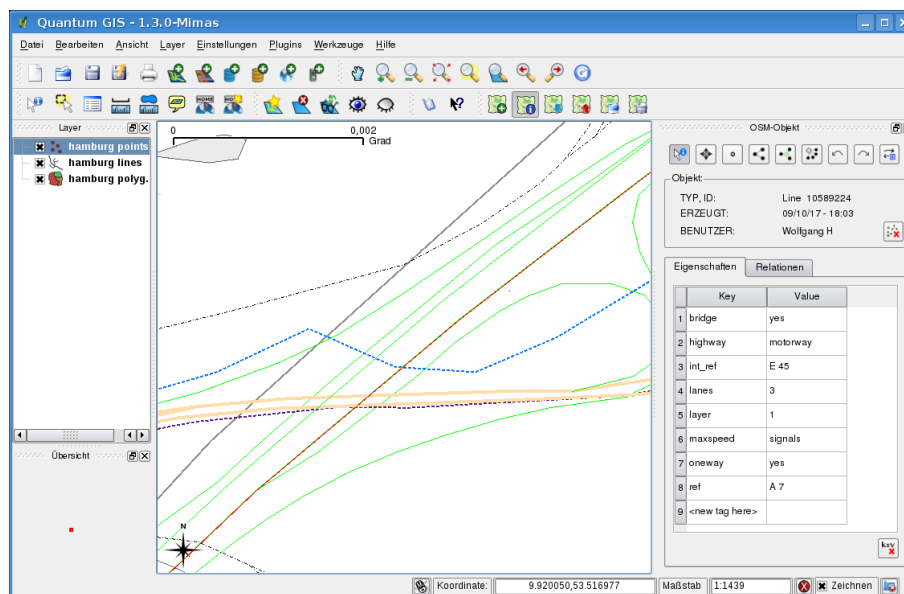 Quantum GIS - 1.3.0-Mimas
Datei Bearbeiten Ansicht Layer Einstellungen Plugins Werkzeuge Hilfe
Layer
hamburg points
hamburg lines
hamburg polyg.
Übersicht
0 0,002
Grad
N
OSM-Objekt
Objekt:
TYP, ID: Line 10589224
ERZEUGT: 09/10/17 - 18:03
BENUTZER: Wolfgang H
Eigenschaften Relationen
Key Value
1 bridge yes
2 highway motorway
3 int_ref E 45
4 lanes 3
5 layer 1
6 maxspeed signals
7 oneway yes
8 ref A 7
9 <new tag here>
Koordinate: 9.920050,53.516977 Maßstab 1:1439 Zeichnen